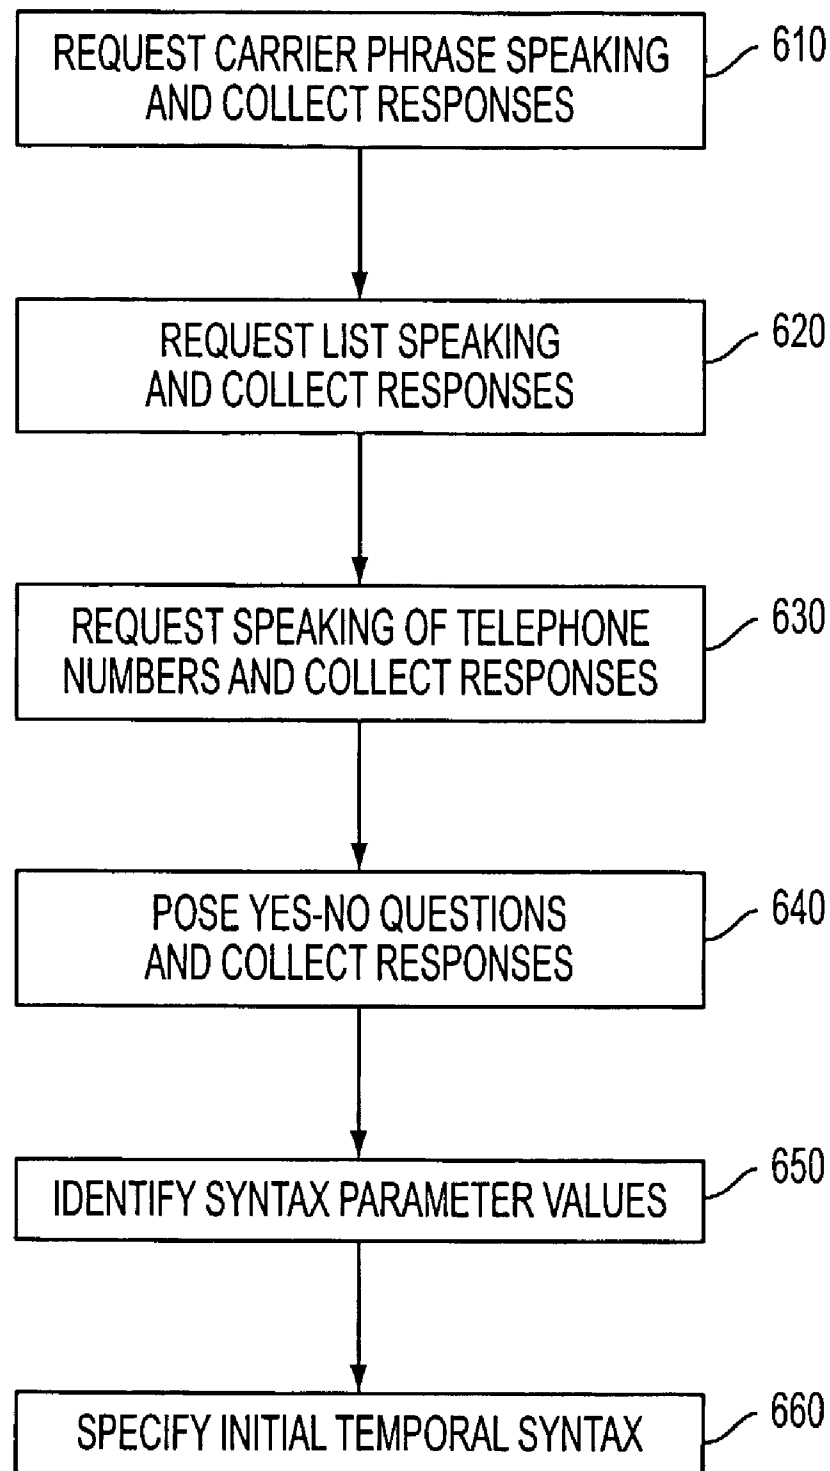 REQUEST CARRIER PHRASE SPEAKING
AND COLLECT RESPONSES
610
REQUEST LIST SPEAKING
AND COLLECT RESPONSES
620
REQUEST SPEAKING OF TELEPHONE
NUMBERS AND COLLECT RESPONSES
630
POSE YES-NO QUESTIONS
AND COLLECT RESPONSES
640
IDENTIFY SYNTAX PARAMETER VALUES
650
SPECIFY INITIAL TEMPORAL SYNTAX
660